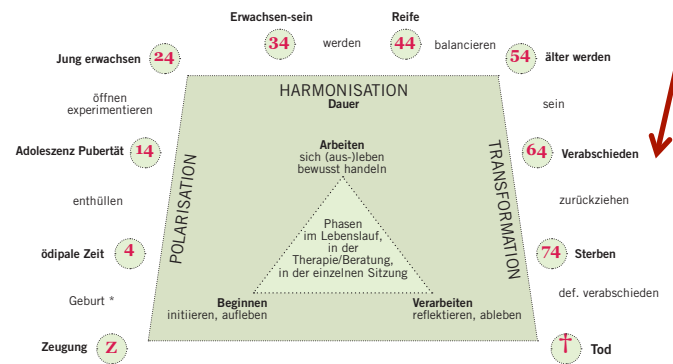 Erwachsen-sein
Reife
34
werden
44
balancieren
Jung erwachsen
24
54
älter werden
HARMONISATION
Dauer
öffnen
experimentieren
sein
Adoleszenz Pubertät
14
Arbeiten
sich (aus-)leben
bewusst handeln
64
Verabschieden
POLARISATION
TRANSFORMATION
enthüllen
zurückziehen
Phasen
im Lebenslauf,
in der
Therapie/Beratung,
in der einzelnen Sitzung
ödipale Zeit
4
74
Sterben
Geburt *
Beginnen
initiieren, aufleben
Verarbeiten
reflektieren, ableben
def. verabschieden
Zeugung
Z
†
Tod